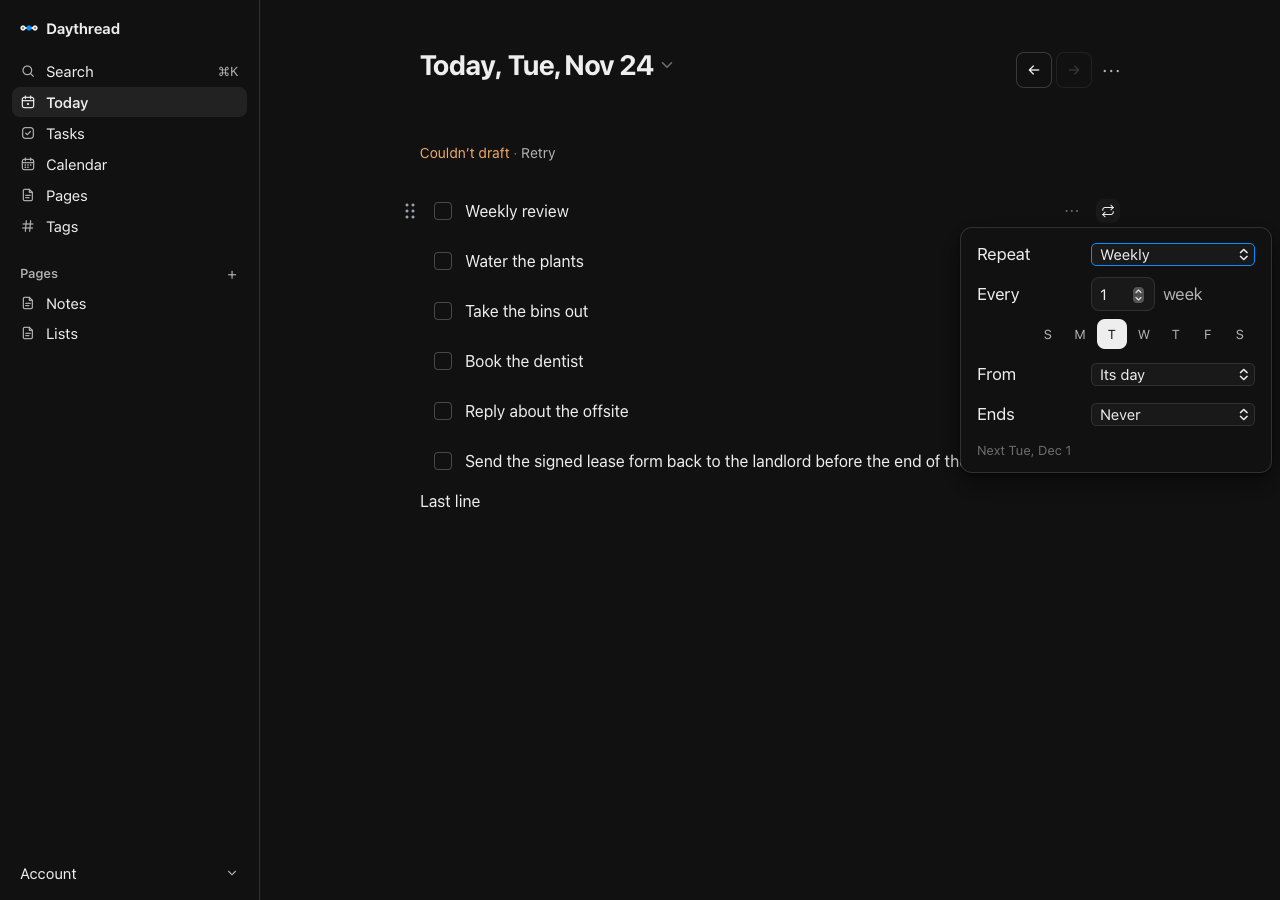 Daythread
Search ⌘K
Today
Tasks
Calendar
Pages
Tags
Pages +
Notes
Lists
Account
Today, Tue, Nov 24
Couldn't draft · Retry
Weekly review
Water the plants
Take the bins out
Book the dentist
Reply about the offsite
Send the signed lease form back to the landlord before the end of
Last line
Repeat Weekly
Every 1 week
S M T W T F S
From Its day
Ends Never
Next Tue, Dec 1